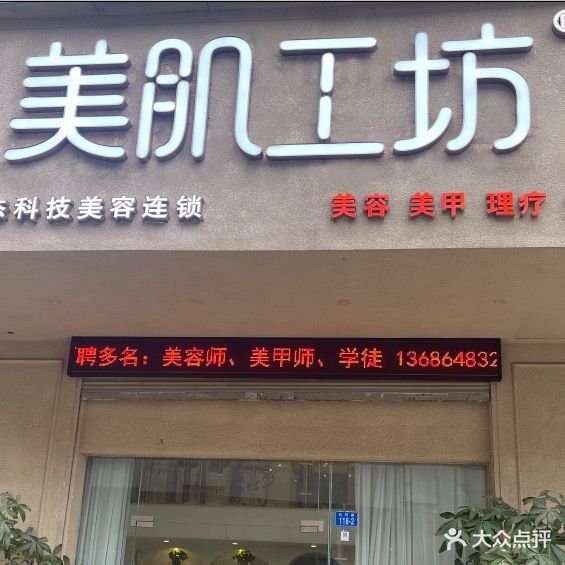 美肌工坊
科技美容连锁
美容 美甲 理疗
聘多名：美容师、美甲师、学徒 136864832
118-2
大众点评